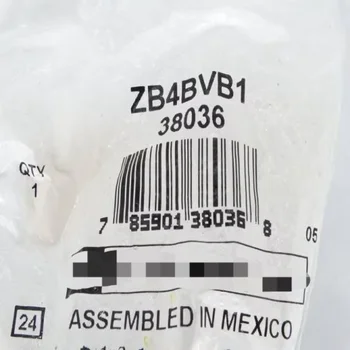 ZB4BVB1
38036
QTY
1
7 85901 38036 8 05
24 ASSEMBLED IN MEXICO